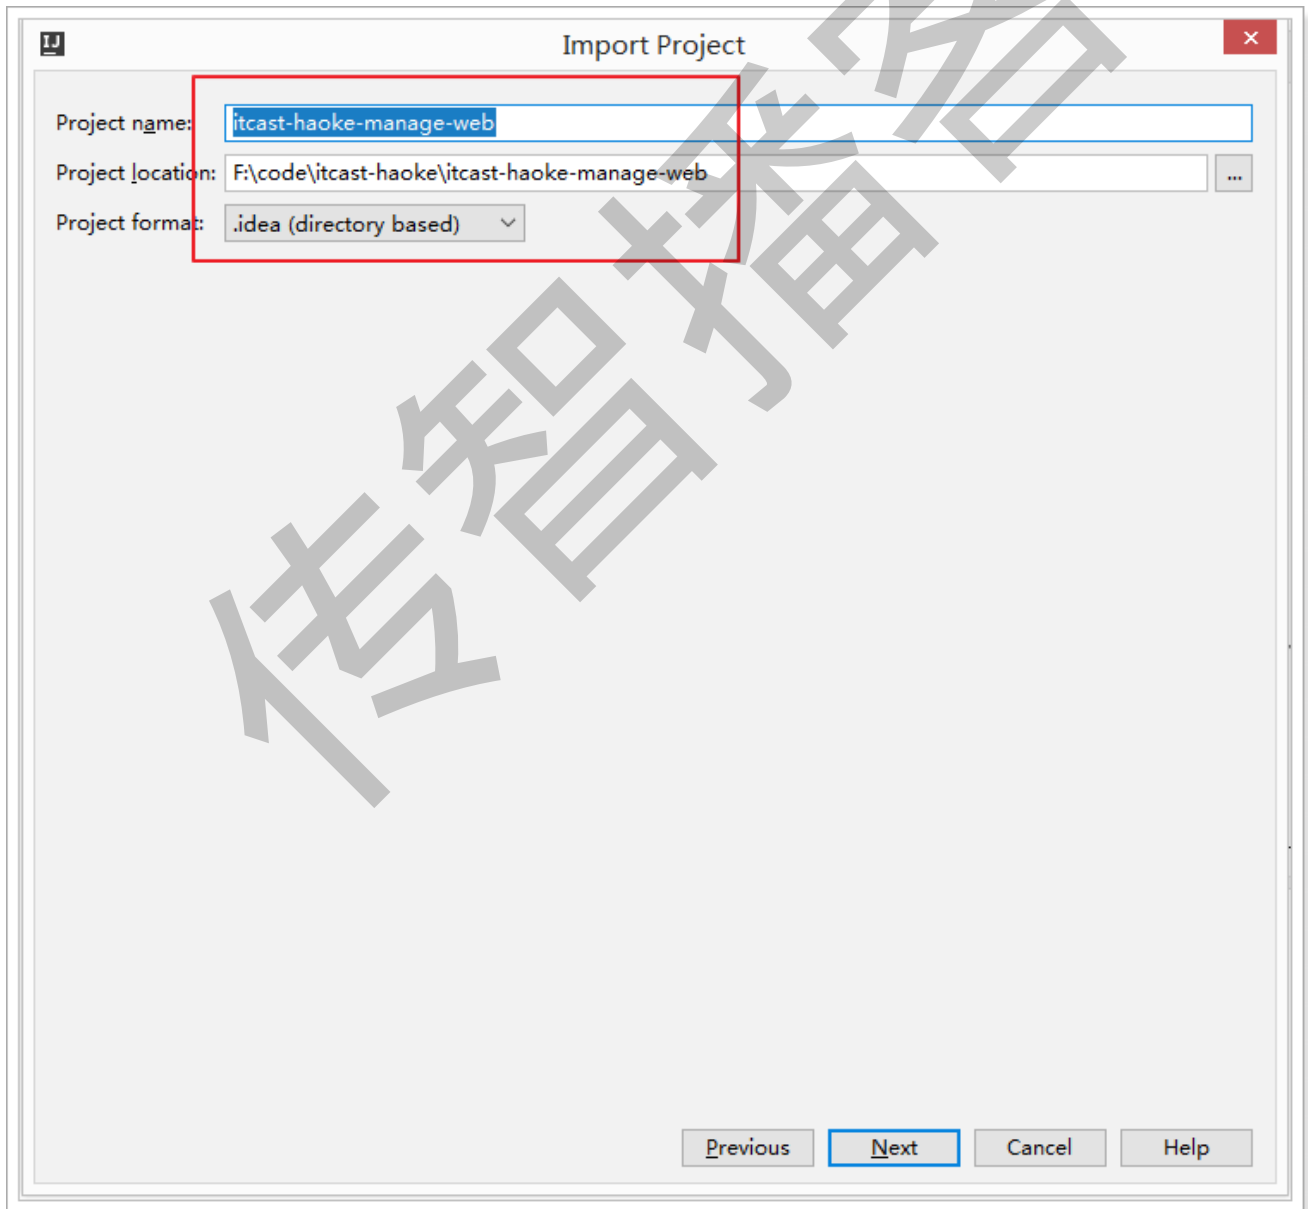 IJ
Import Project
Project name: itcast-haoke-manage-web
Project location: F:\code\itcast-haoke\itcast-haoke-manage-web ...
Project format: .idea (directory based)
传智播客
Previous Next Cancel Help